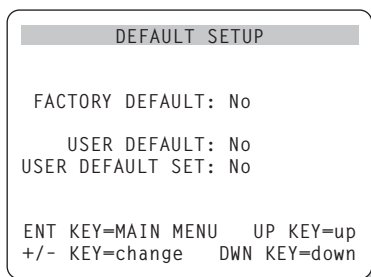 DEFAULT SETUP
FACTORY DEFAULT: No
USER DEFAULT: No
USER DEFAULT SET: No
ENT KEY=MAIN MENU UP KEY=up
+/- KEY=change DWN KEY=down